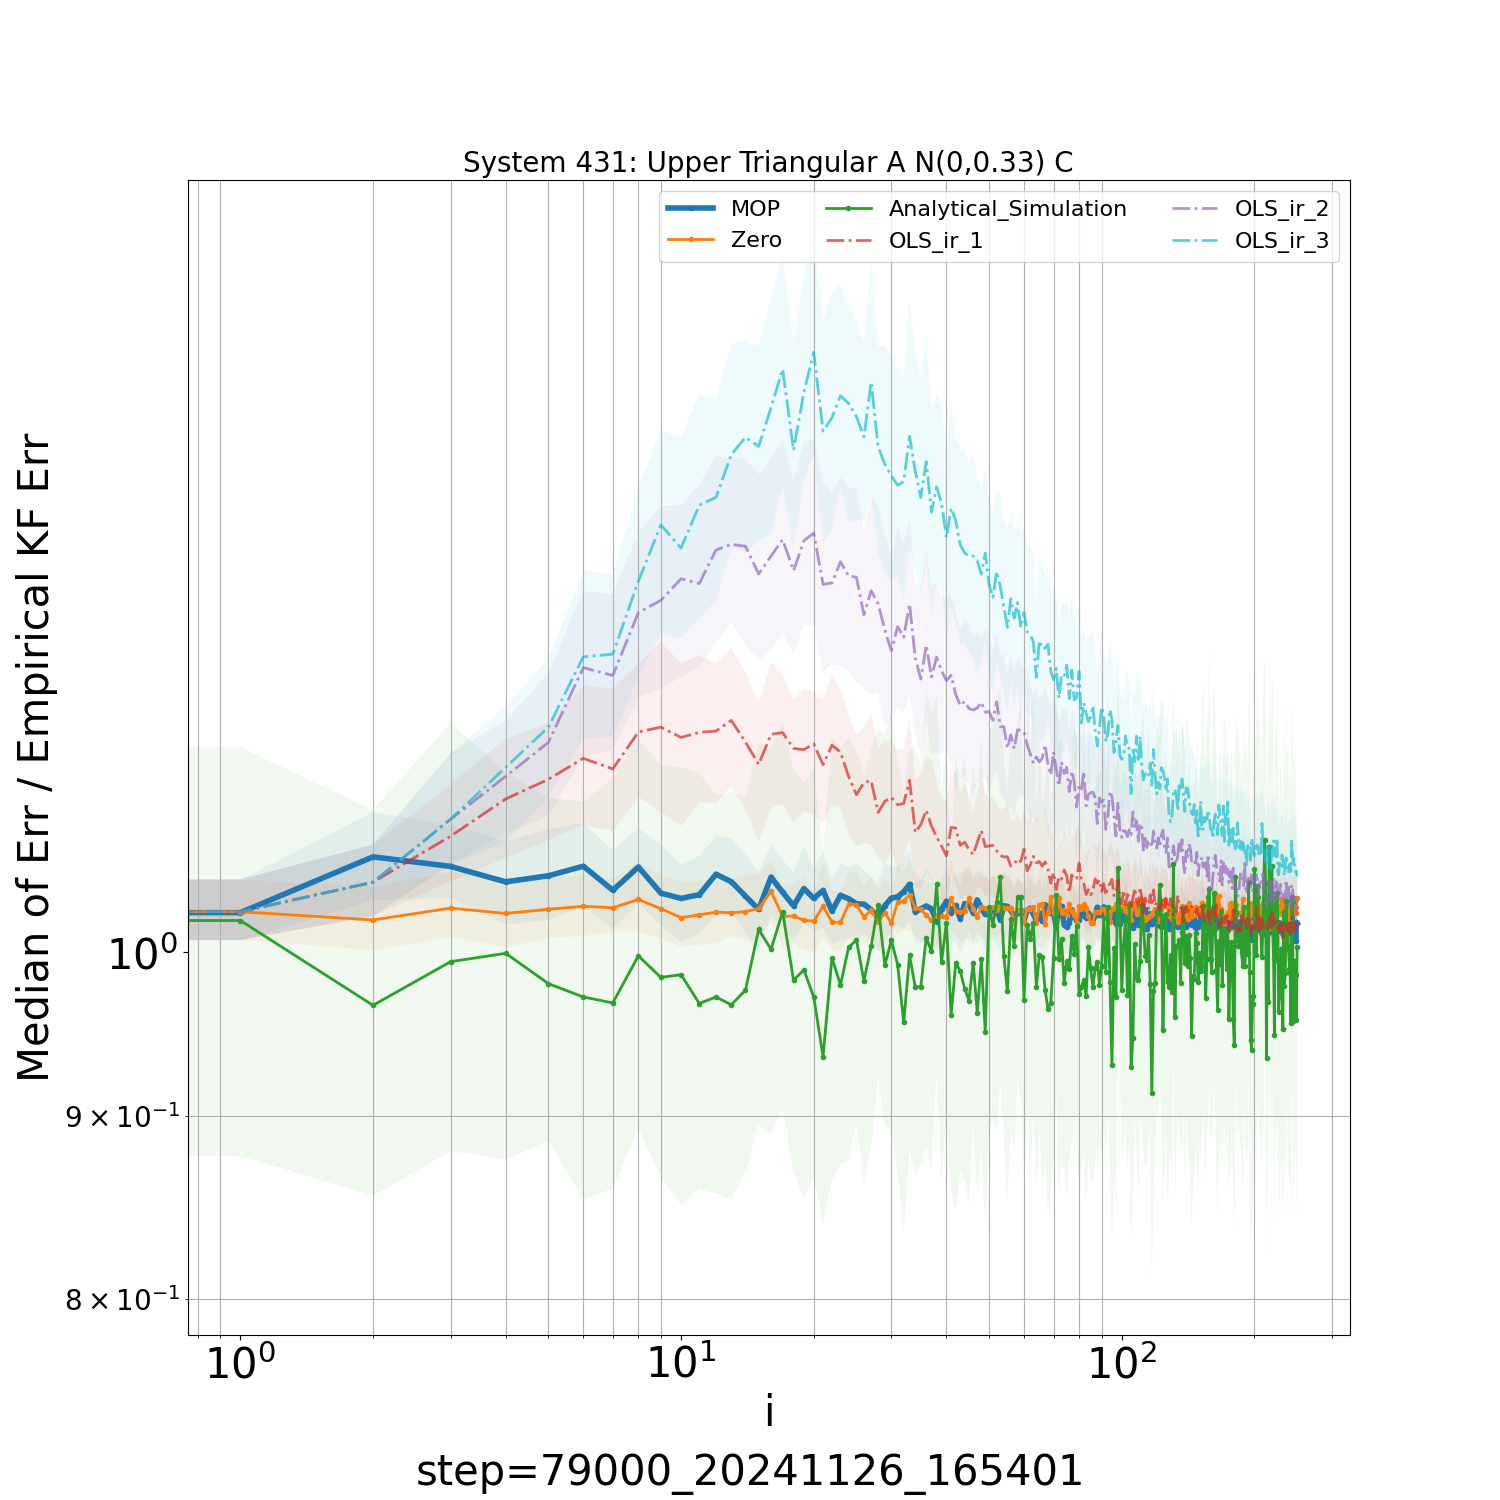 System 431: Upper Triangular A N(0,0.33) C
MOP
Zero
Analytical_Simulation
OLS_ir_1
OLS_ir_2
OLS_ir_3
Median of Err / Empirical KF Err
10⁰
9 × 10⁻¹
8 × 10⁻¹
10⁰ 10¹ 10²
i
step=79000_20241126_165401